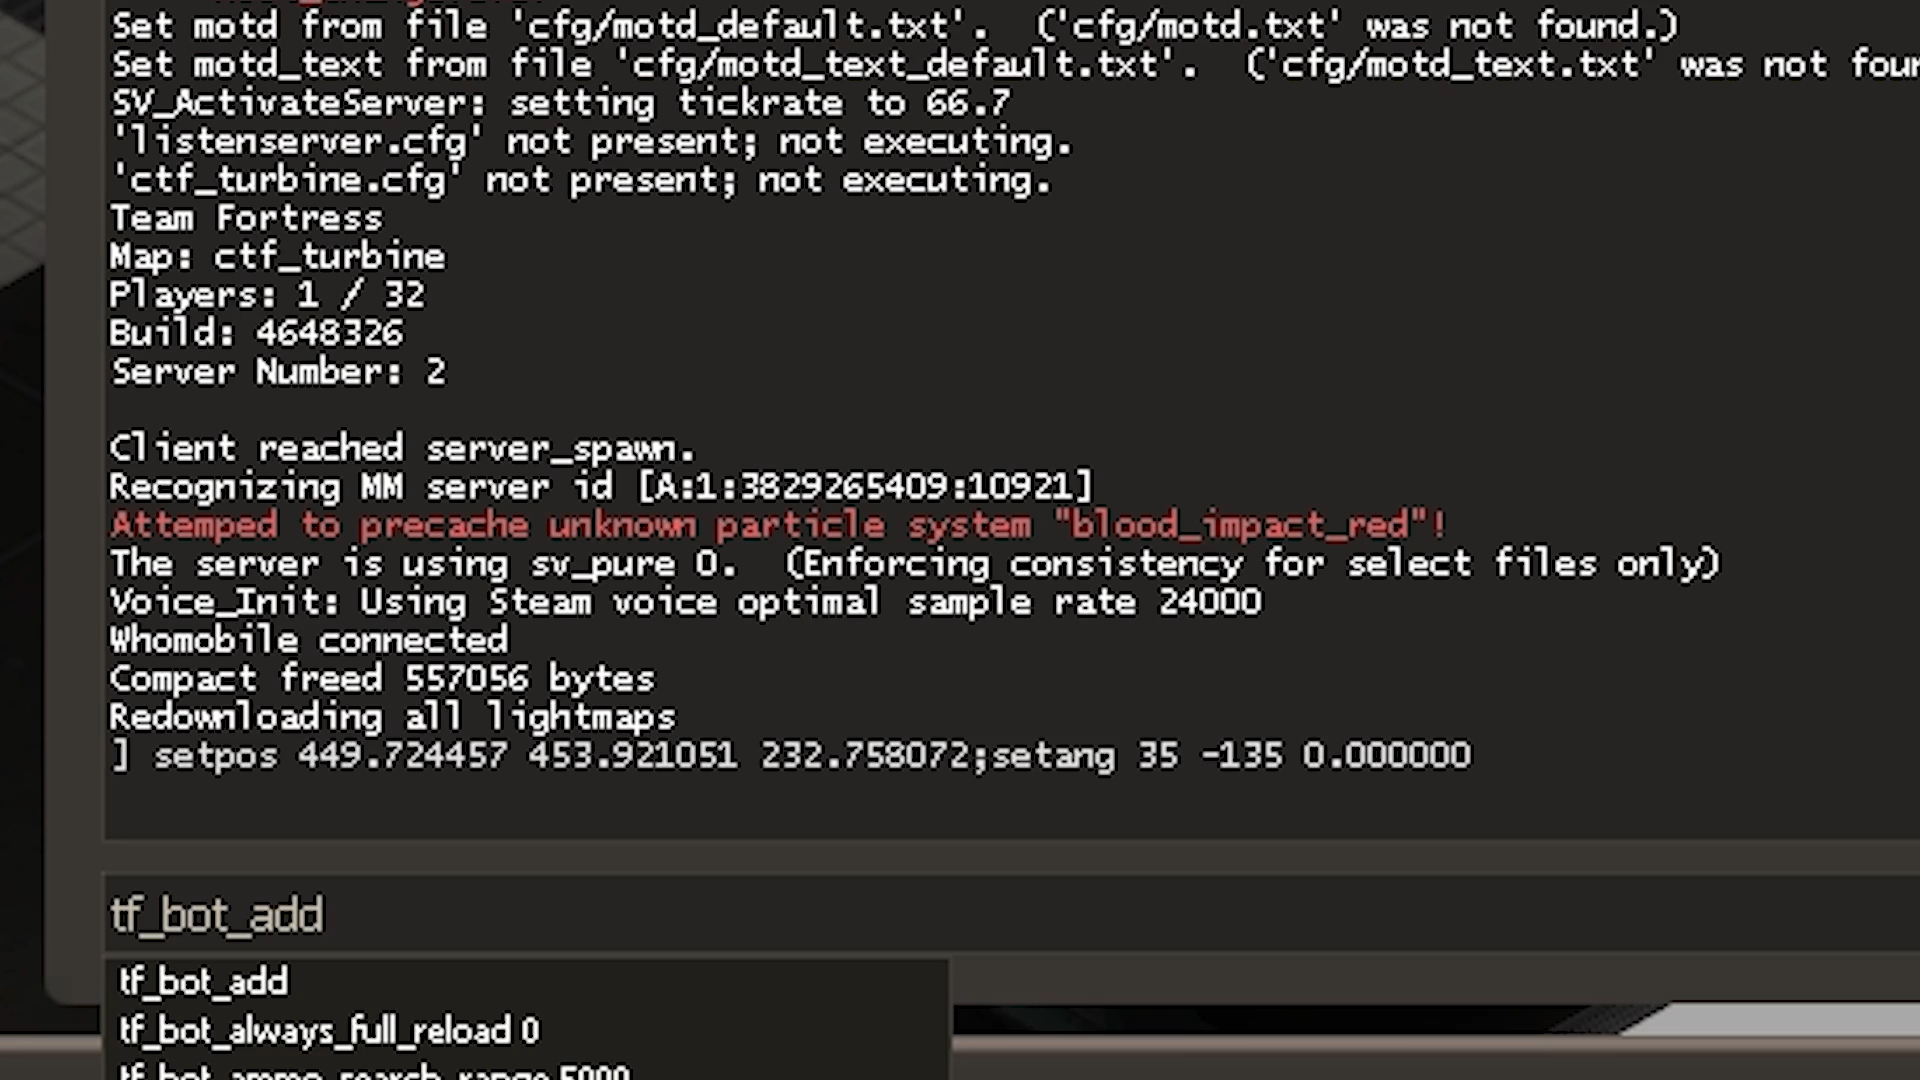 Set motd from file 'cfg/motd_default.txt'.  ('cfg/motd.txt' was not found.)
Set motd_text from file 'cfg/motd_text_default.txt'.  ('cfg/motd_text.txt' was not
SV_ActivateServer: setting tickrate to 66.7
'listenserver.cfg' not present; not executing.
'ctf_turbine.cfg' not present; not executing.
Team Fortress
Map: ctf_turbine
Players: 1 / 32
Build: 4648326
Server Number: 2
Client reached server_spawn.
Recognizing MM server id [A:1:3829265409:10921]
Attemped to precache unknown particle system "blood_impact_red"!
The server is using sv_pure 0.  (Enforcing consistency for select files only)
Voice_Init: Using Steam voice optimal sample rate 24000
Whomobile connected
Compact freed 557056 bytes
Redownloading all lightmaps
] setpos 449.724457 453.921051 232.758072;setang 35 -135 0.000000
tf_bot_add
tf_bot_add
tf_bot_always_full_reload 0
tf_bot_ammo_search_range 5000